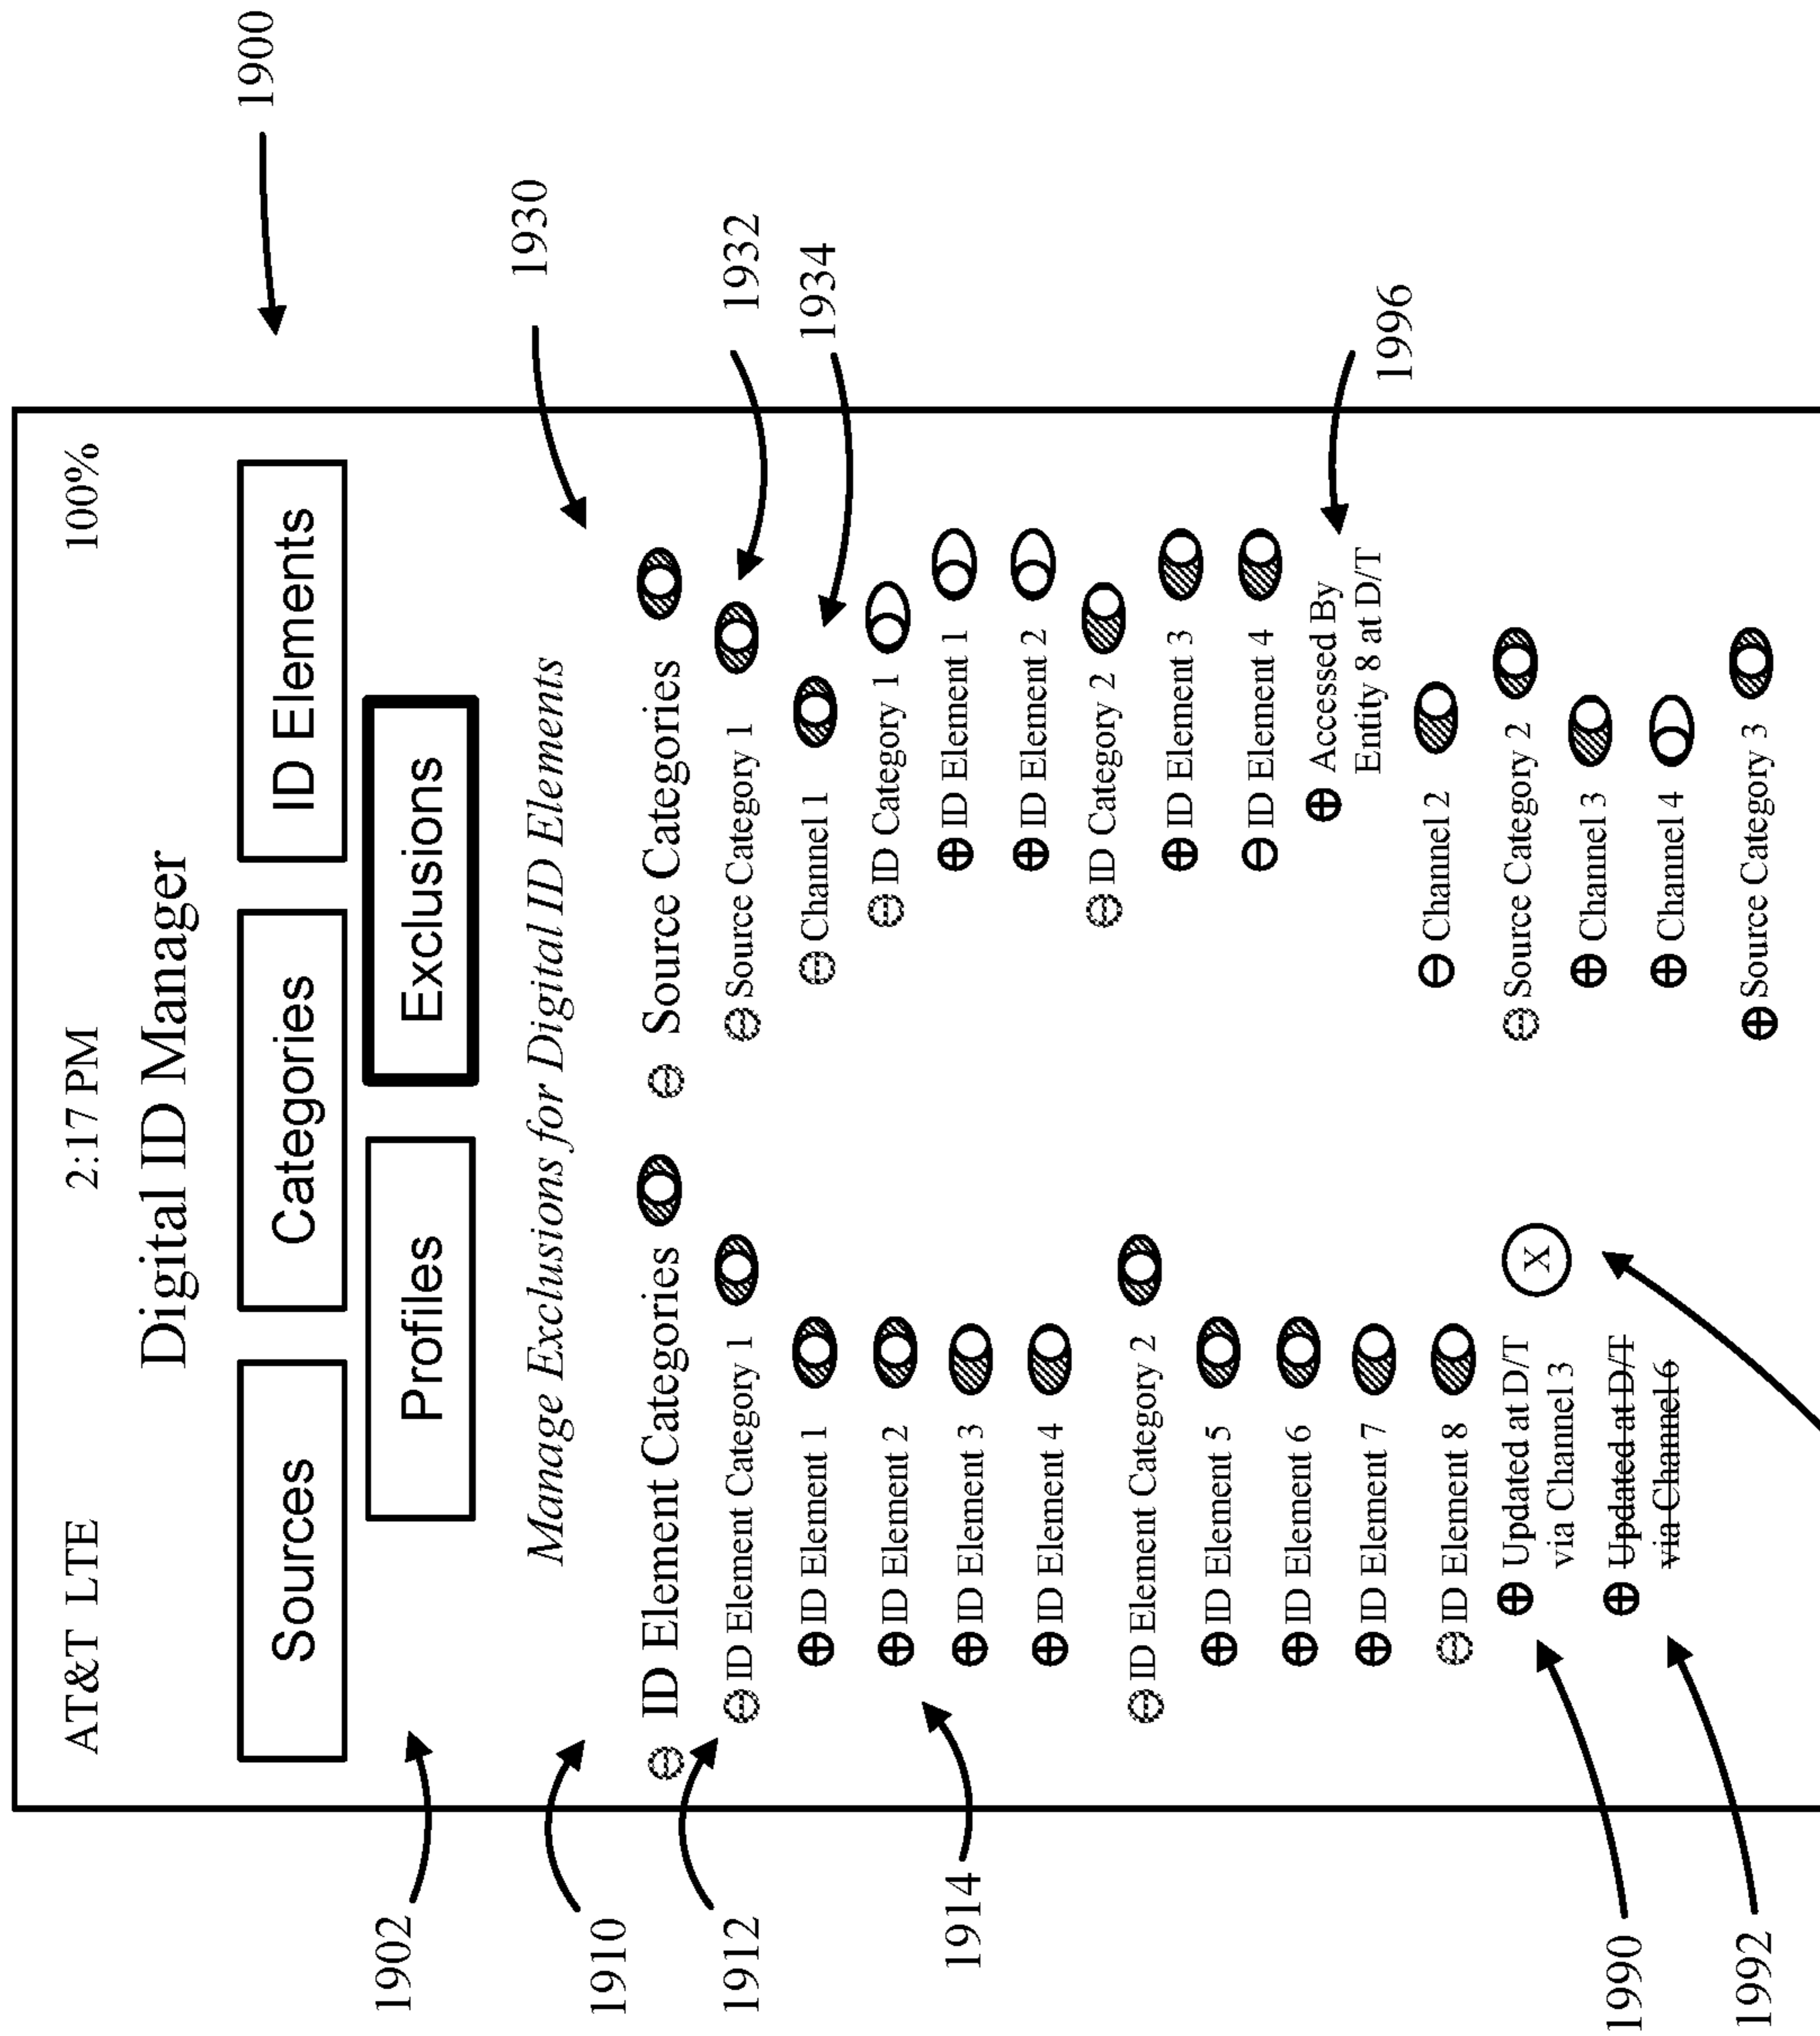 1900
AT&T LTE 2:17 PM 100%
Digital ID Manager
Sources Categories ID Elements
1902
Profiles Exclusions
1930
Manage Exclusions for Digital ID Elements
1910
ID Element Categories
1912
ID Element Category 1
ID Element 1
ID Element 2
1914
ID Element 3
ID Element 4
ID Element Category 2
ID Element 5
ID Element 6
ID Element 7
ID Element 8
1990
Updated at D/T
via Channel 3
X
1992
Updated at D/T
via Channel 6
Source Categories
1932
Source Category 1
1934
Channel 1
ID Category 1
ID Element 1
ID Element 2
ID Category 2
ID Element 3
ID Element 4
1996
Accessed By
Entity 8 at D/T
Channel 2
Source Category 2
Channel 3
Channel 4
Source Category 3